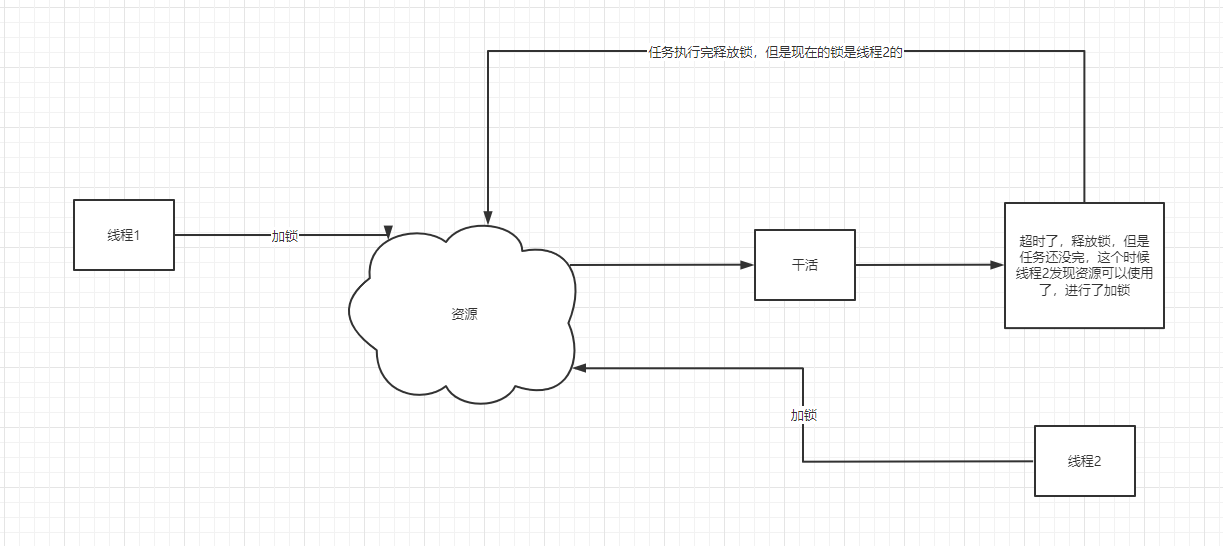 任务执行完释放锁，但是现在的锁是线程2的
线程1
加锁
资源
干活
超时了，释放锁，但是
任务还没完，这个时候
线程2发现资源可以使用
了，进行了加锁
加锁
线程2